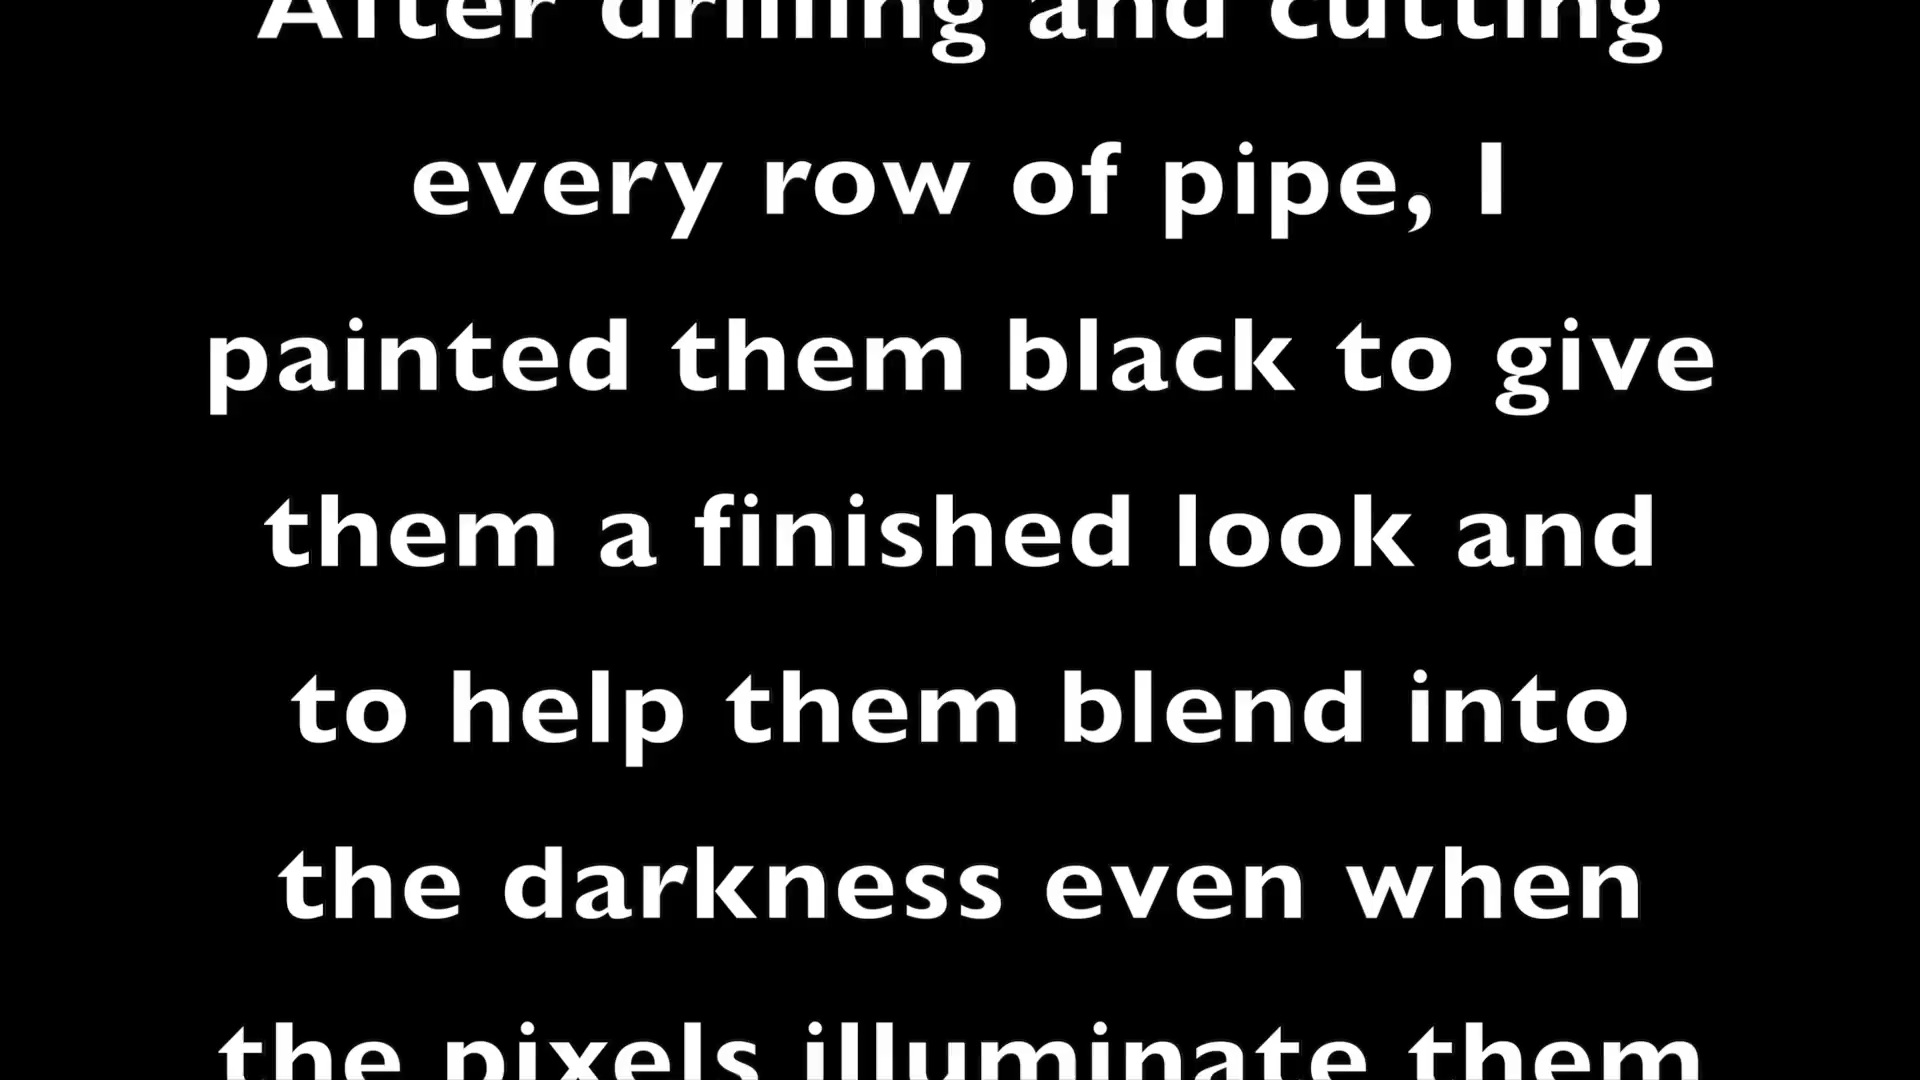 After drilling and cutting
every row of pipe, I
painted them black to give
them a finished look and
to help them blend into
the darkness even when
the pixels illuminate them